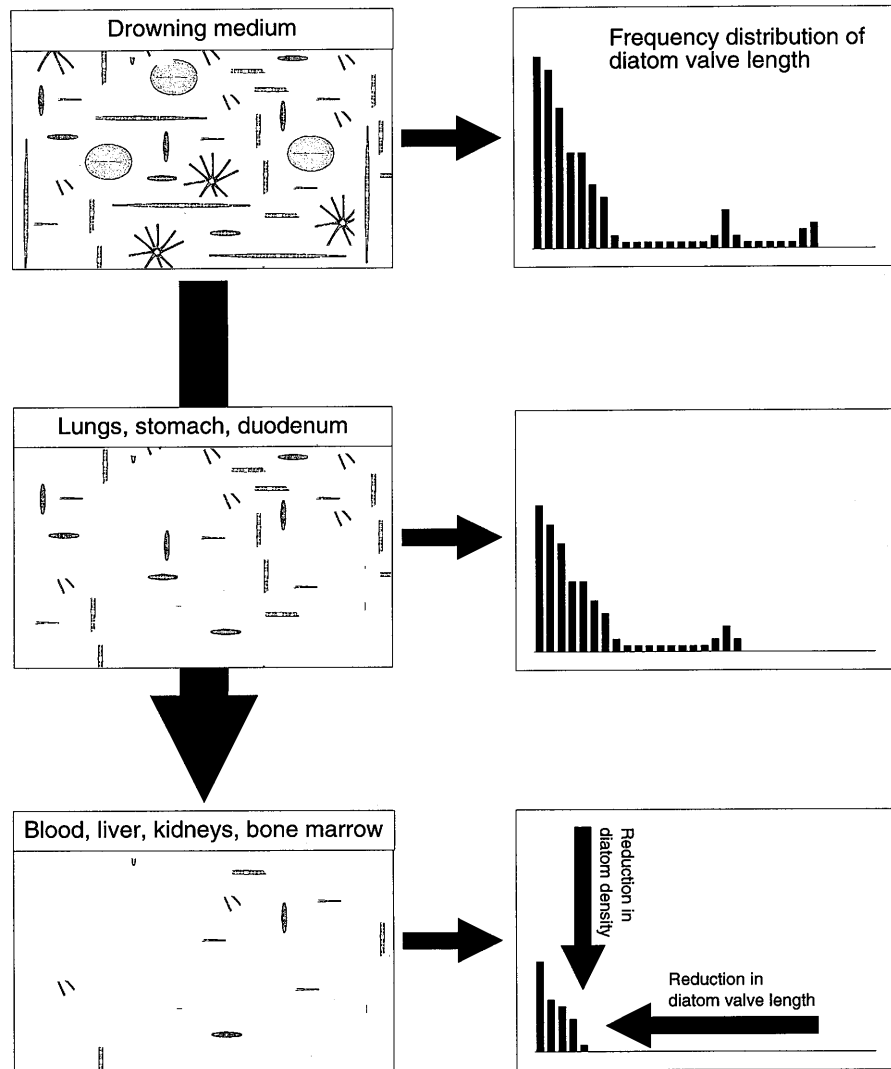 Drowning medium
Frequency distribution of
diatom valve length
Lungs, stomach, duodenum
Blood, liver, kidneys, bone marrow
Reduction in
diatom density
Reduction in
diatom valve length